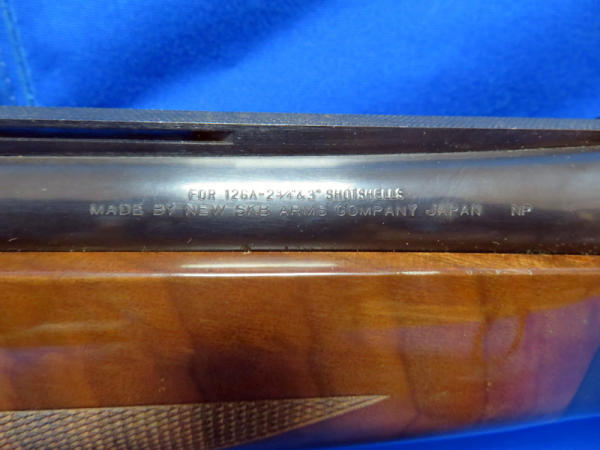 FOR 12GA-2¾"&3" SHOTSHELLS
MADE BY NEW SKB ARMS COMPANY JAPAN NP